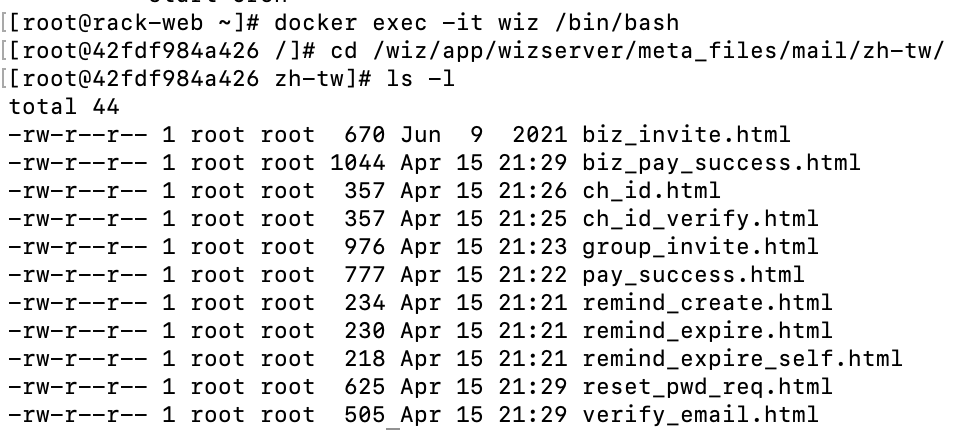 [[root@rack-web ~]# docker exec -it wiz /bin/bash
[[root@42fdf984a426 /]# cd /wiz/app/wizserver/meta_files/mail/zh-tw/
[[root@42fdf984a426 zh-tw]# ls -l
total 44
-rw-r--r-- 1 root root  670 Jun  9  2021 biz_invite.html
-rw-r--r-- 1 root root 1044 Apr 15 21:29 biz_pay_success.html
-rw-r--r-- 1 root root  357 Apr 15 21:26 ch_id.html
-rw-r--r-- 1 root root  357 Apr 15 21:25 ch_id_verify.html
-rw-r--r-- 1 root root  976 Apr 15 21:23 group_invite.html
-rw-r--r-- 1 root root  777 Apr 15 21:22 pay_success.html
-rw-r--r-- 1 root root  234 Apr 15 21:21 remind_create.html
-rw-r--r-- 1 root root  230 Apr 15 21:21 remind_expire.html
-rw-r--r-- 1 root root  218 Apr 15 21:21 remind_expire_self.html
-rw-r--r-- 1 root root  625 Apr 15 21:29 reset_pwd_req.html
-rw-r--r-- 1 root root  505 Apr 15 21:29 verify_email.html